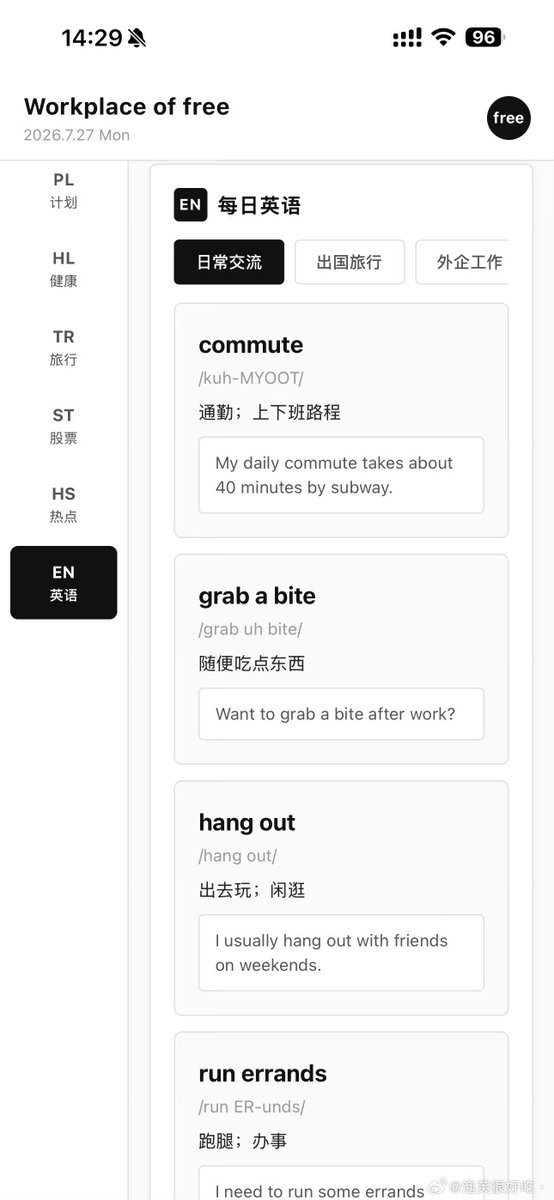 14:29
96
Workplace of free
2026.7.27 Mon
free
PL
计划
HL
健康
TR
旅行
ST
股票
HS
热点
EN
英语
EN 每日英语
日常交流
出国旅行
外企工作
commute
/kuh-MYOOT/
通勤；上下班路程
My daily commute takes about
40 minutes by subway.
grab a bite
/grab uh bite/
随便吃点东西
Want to grab a bite after work?
hang out
/hang out/
出去玩；闲逛
I usually hang out with friends
on weekends.
run errands
/run ER-unds/
跑腿；办事
I need to run some errands
@泡芙很好吃。